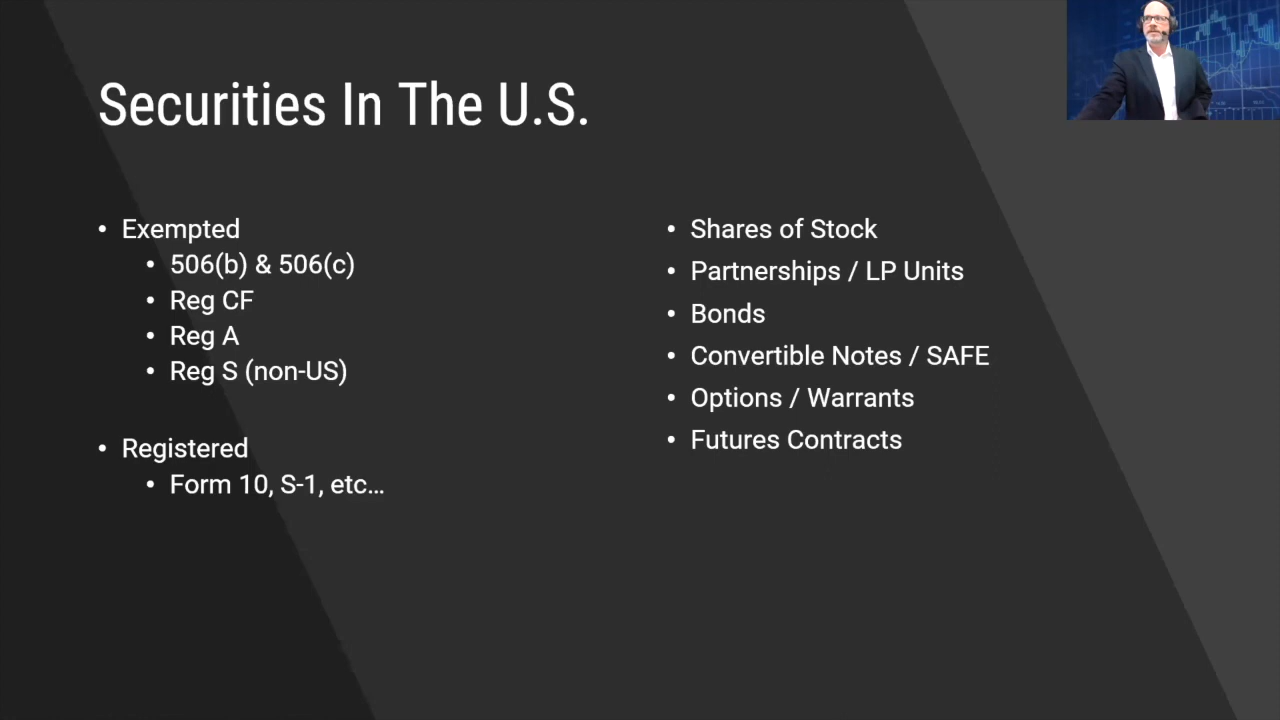 Securities In The U.S.
• Exempted
• 506(b) & 506(c)
• Reg CF
• Reg A
• Reg S (non-US)
• Registered
• Form 10, S-1, etc...
• Shares of Stock
• Partnerships / LP Units
• Bonds
• Convertible Notes / SAFE
• Options / Warrants
• Futures Contracts